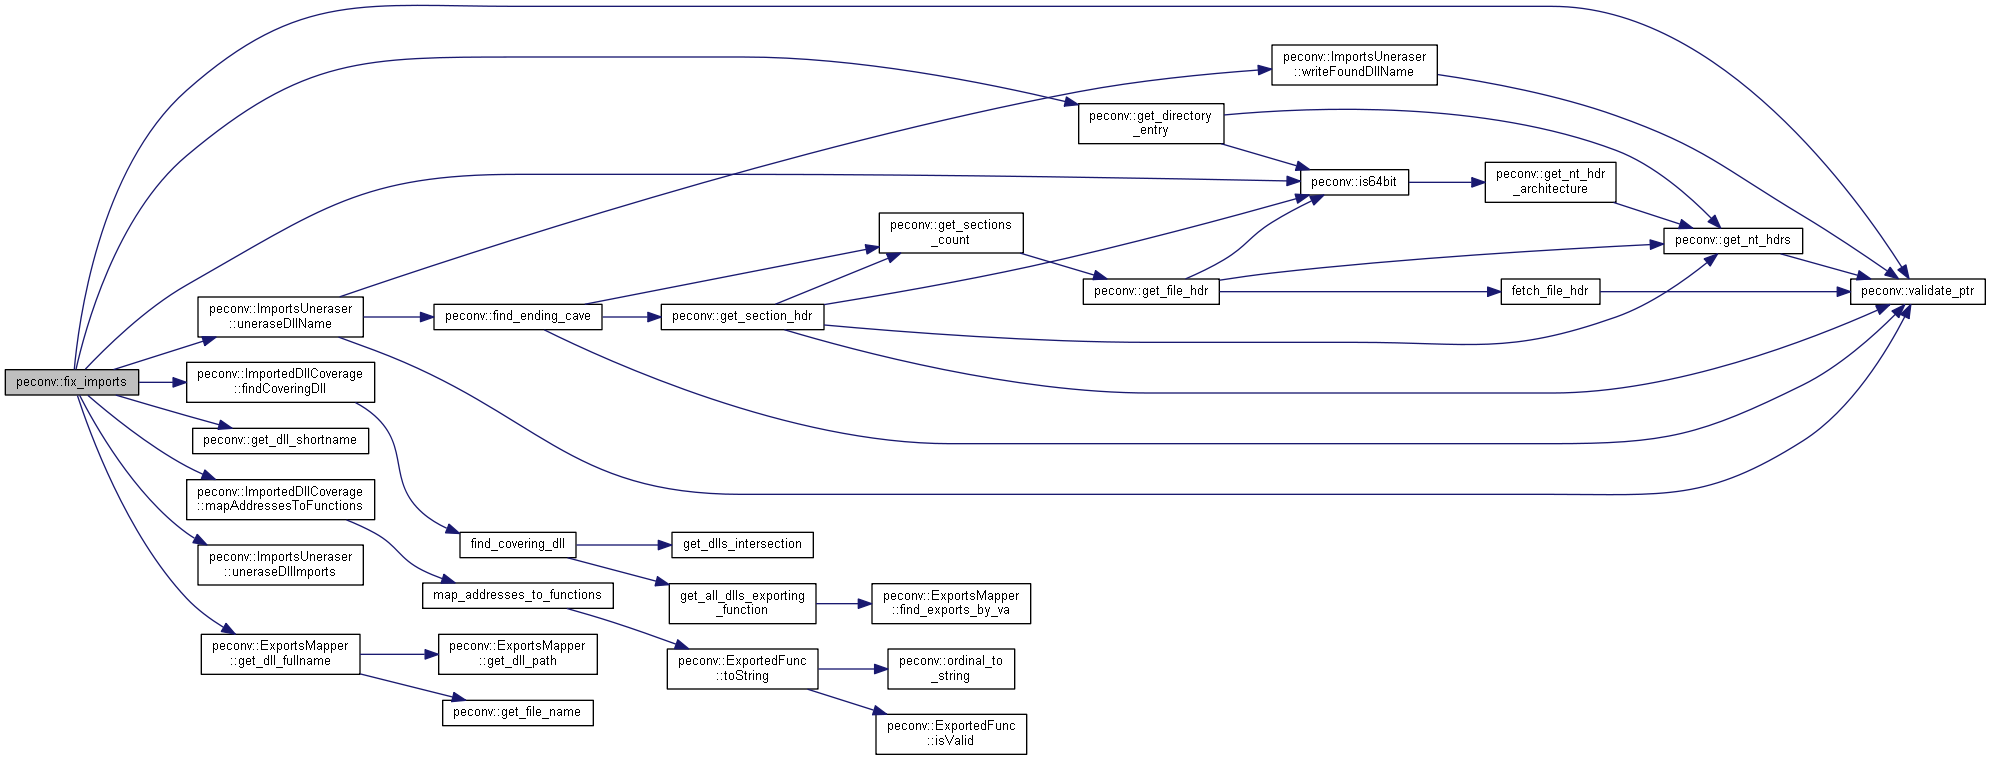 peconv::fix_imports
peconv::ImportsUneraser
::uneraseDllName
peconv::ImportedDllCoverage
::findCoveringDll
peconv::get_dll_shortname
peconv::ImportedDllCoverage
::mapAddressesToFunctions
peconv::ImportsUneraser
::uneraseDllImports
peconv::ExportsMapper
::get_dll_fullname
peconv::find_ending_cave
find_covering_dll
map_addresses_to_functions
peconv::ExportsMapper
::get_dll_path
peconv::get_file_name
peconv::get_section_hdr
get_dlls_intersection
get_all_dlls_exporting
_function
peconv::ExportedFunc
::toString
peconv::get_sections
_count
peconv::ExportsMapper
::find_exports_by_va
peconv::ordinal_to
_string
peconv::ExportedFunc
::isValid
peconv::get_directory
_entry
peconv::get_file_hdr
peconv::ImportsUneraser
::writeFoundDllName
peconv::is64bit
peconv::get_nt_hdr
_architecture
fetch_file_hdr
peconv::get_nt_hdrs
peconv::validate_ptr